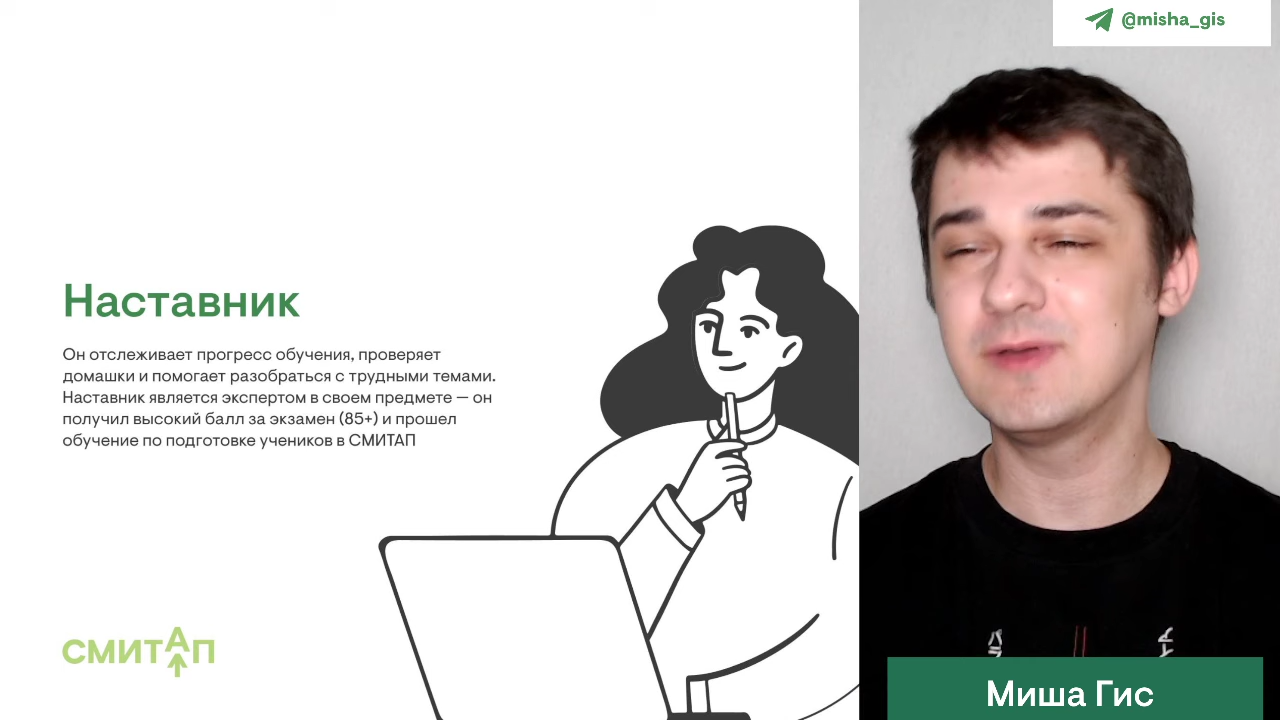 @misha_gis
Наставник
Он отслеживает прогресс обучения, проверяет
домашки и помогает разобраться с трудными темами.
Наставник является экспертом в своем предмете — он
получил высокий балл за экзамен (85+) и прошел
обучение по подготовке учеников в СМИТАП
СМИТАП
Миша Гис